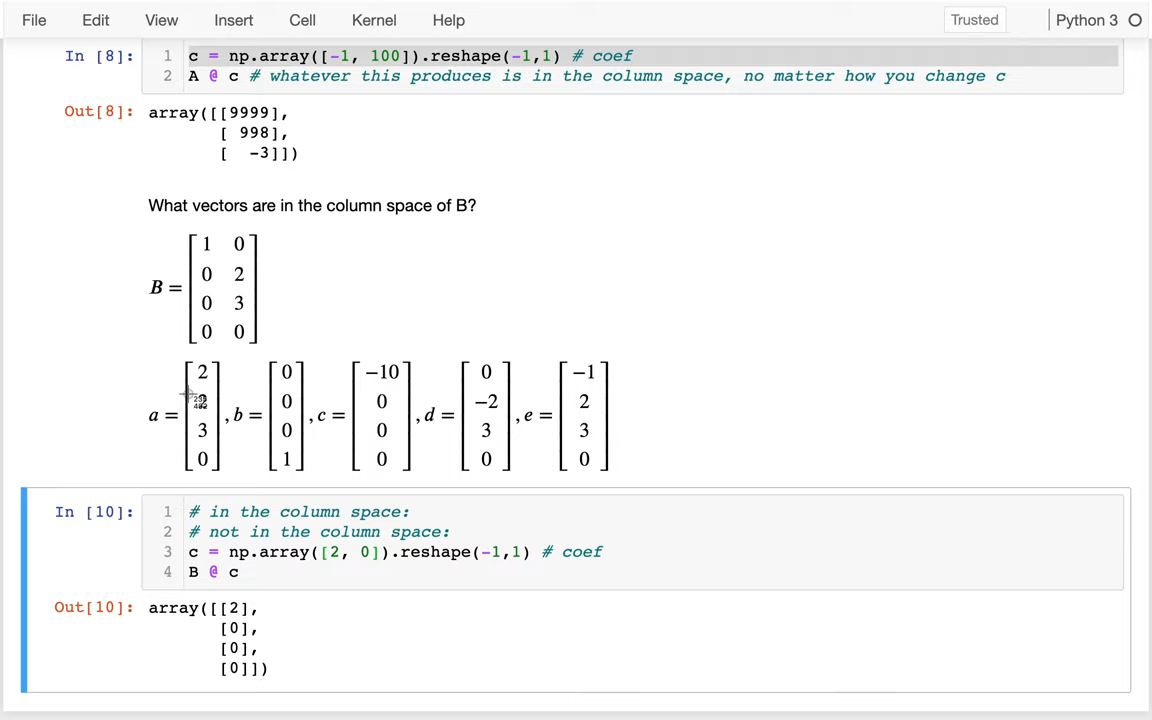 File Edit View Insert Cell Kernel Help Trusted Python 3
In [8]: 1 c = np.array([-1, 100]).reshape(-1,1) # coef
2 A @ c # whatever this produces is in the column space, no matter how you change c
Out[8]: array([[9999],
[ 998],
[ -3]])
What vectors are in the column space of B?
1 0
0 2
B =
0 3
0 0
2 0 −10 0 −1
2 0 0 −2 2
a = , b = , c = , d = , e =
3 0 0 3 3
0 1 0 0 0
In [10]: 1 # in the column space:
2 # not in the column space:
3 c = np.array([2, 0]).reshape(-1,1) # coef
4 B @ c
Out[10]: array([[2],
[0],
[0],
[0]])